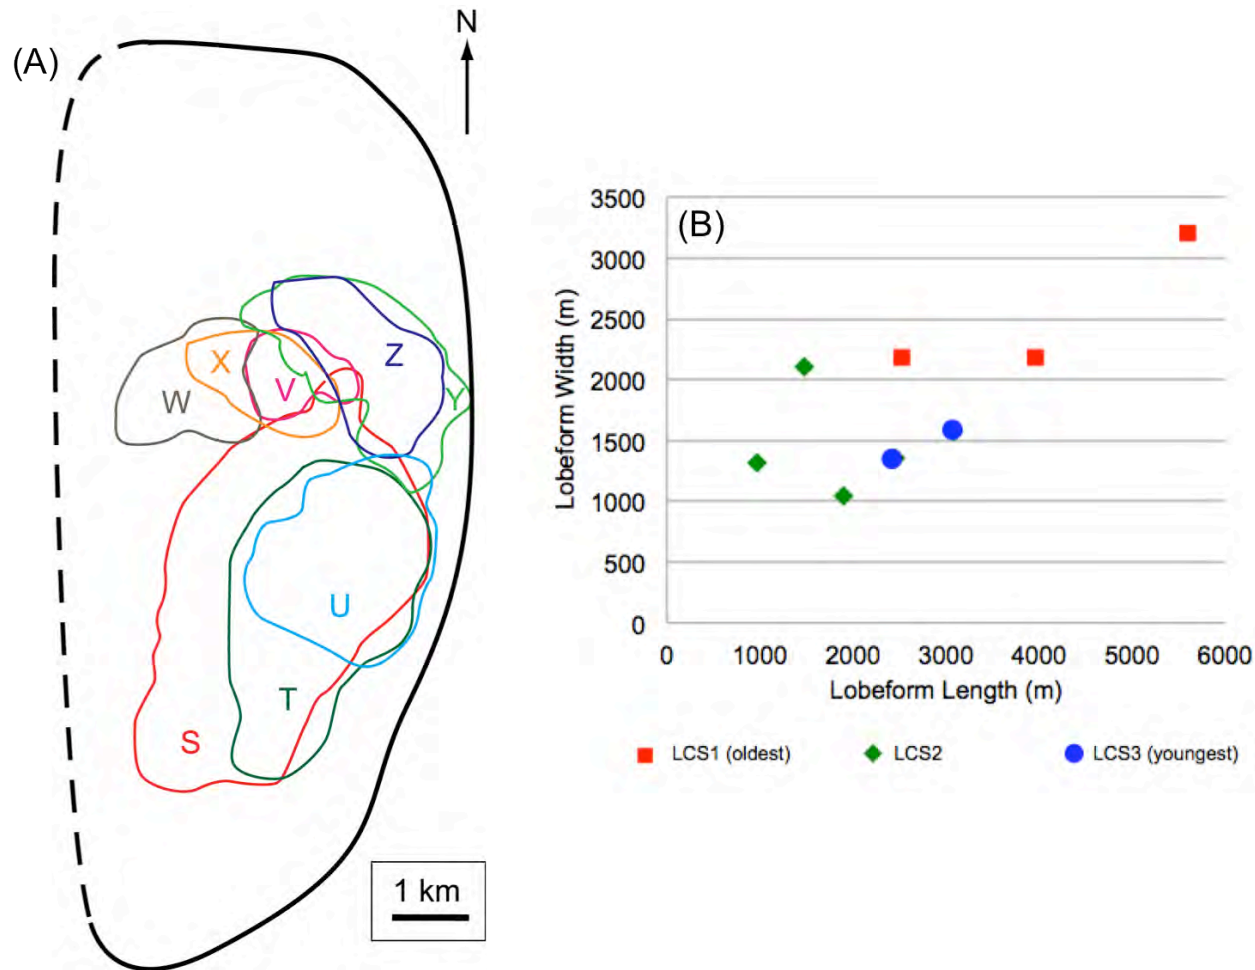 (A)
N
X
W
V
Z
Y
U
T
S
1 km
(B)
Lobeform Width (m)
3500
3000
2500
2000
1500
1000
500
0
0 1000 2000 3000 4000 5000 6000
Lobeform Length (m)
LCS1 (oldest) LCS2 LCS3 (youngest)